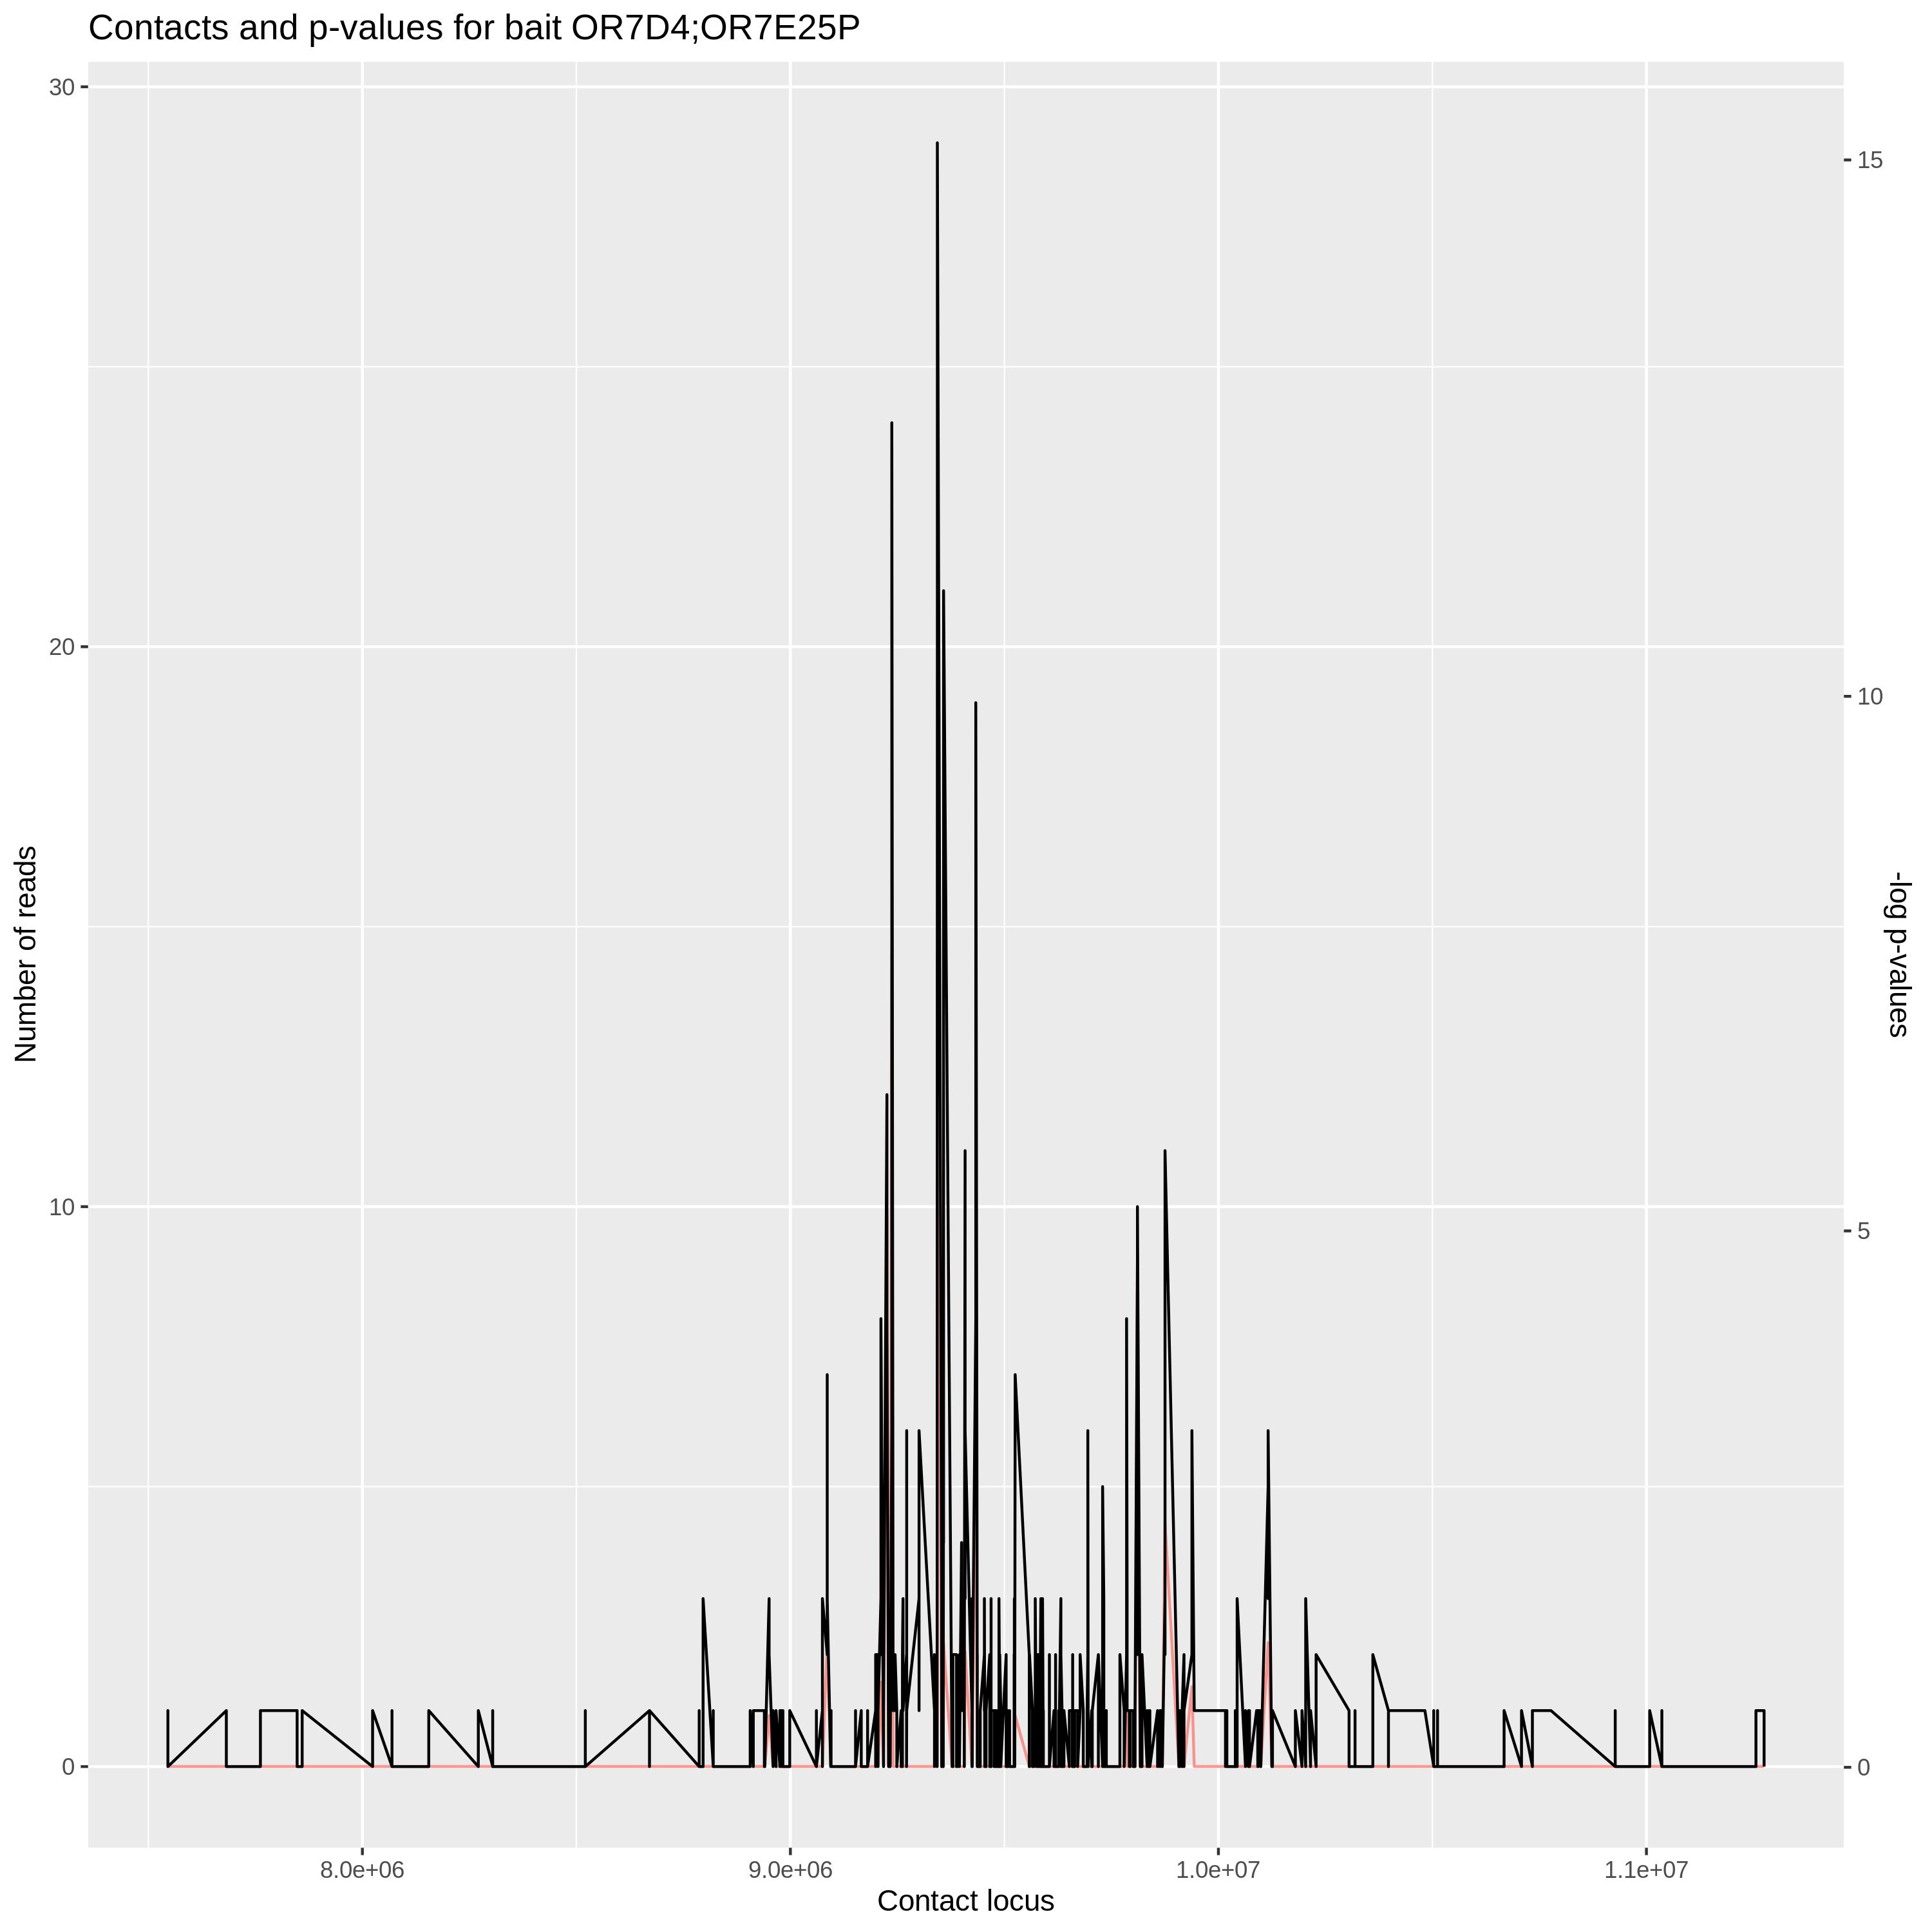 Contacts and p-values for bait OR7D4;OR7E25P
30
20
10
0
15
10
5
0
Number of reads
-log p-values
8.0e+06
9.0e+06
1.0e+07
1.1e+07
Contact locus